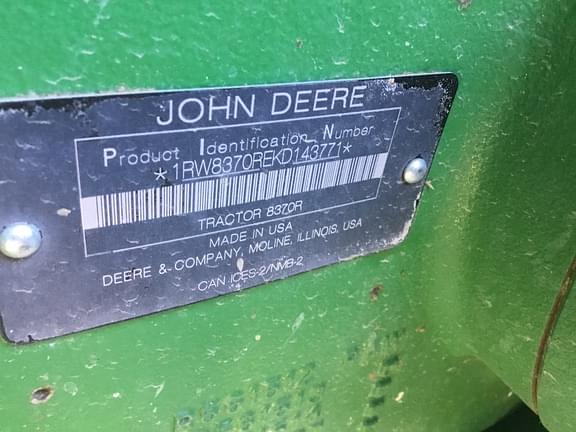 JOHN DEERE
Product Identification Number
*1RW8370REKD143771*
TRACTOR 8370R
MADE IN USA
DEERE & COMPANY, MOLINE, ILLINOIS, USA
CAN ICES-2/NMB-2